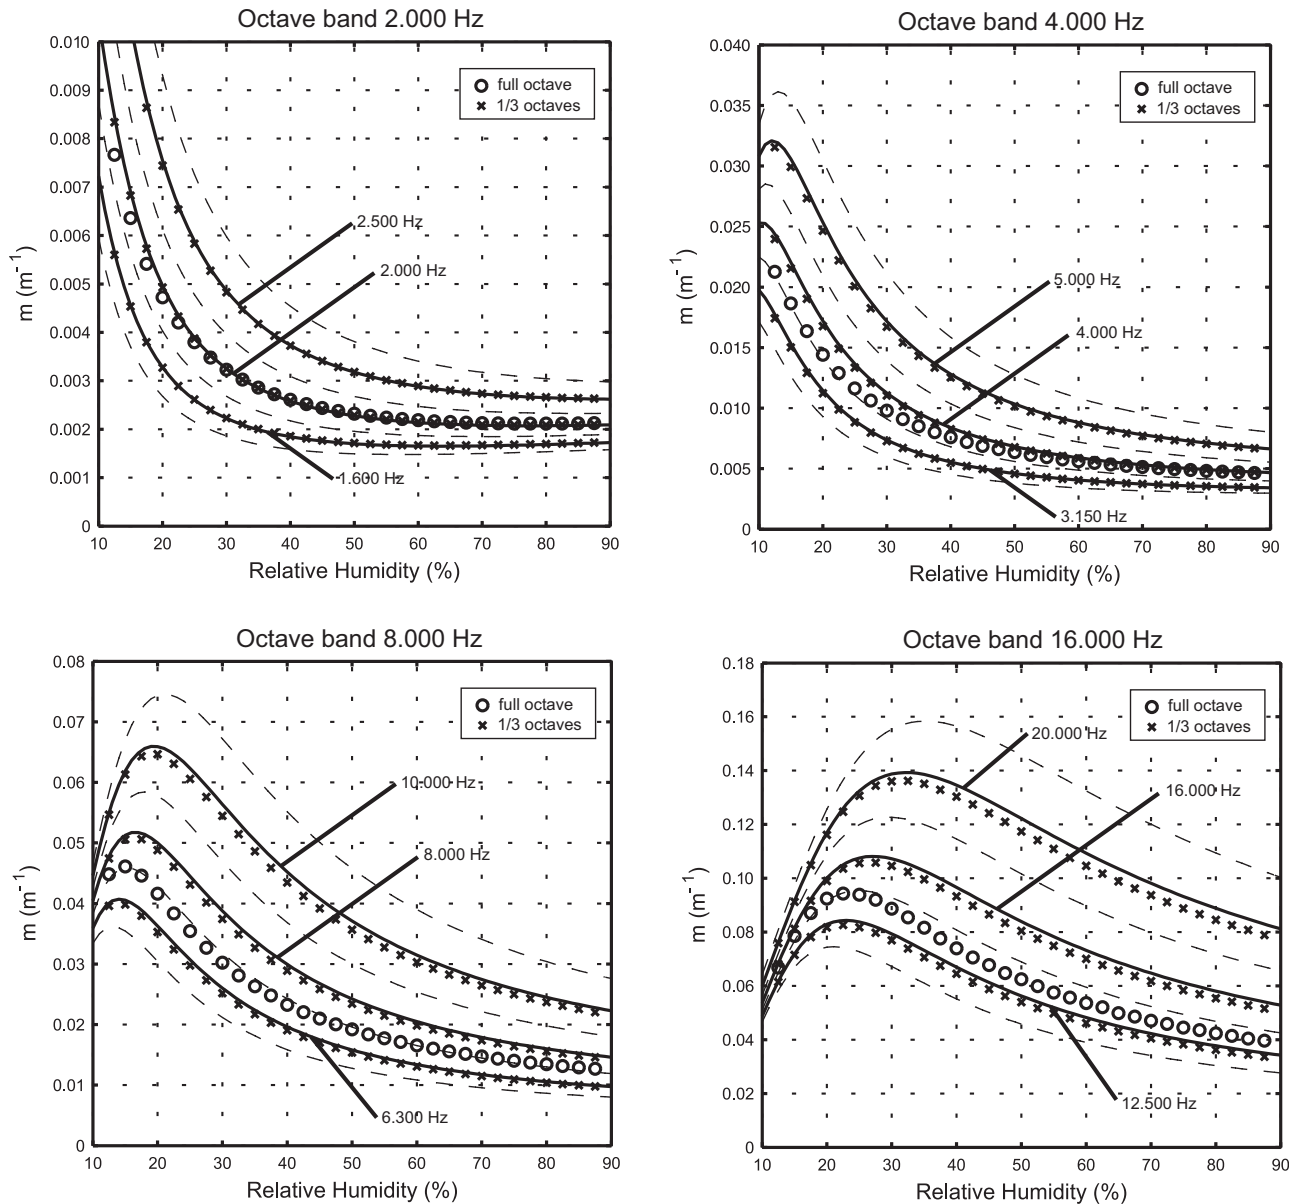 Octave band 2.000 Hz
0.010
0.009
0.008
0.007
0.006
0.005
0.004
0.003
0.002
0.001
0
m (m⁻¹)
full octave
1/3 octaves
2.500 Hz
2.000 Hz
1.600 Hz
10 20 30 40 50 60 70 80 90
Relative Humidity (%)
Octave band 4.000 Hz
0.040
0.035
0.030
0.025
0.020
0.015
0.010
0.005
0
m (m⁻¹)
full octave
1/3 octaves
5.000 Hz
4.000 Hz
3.150 Hz
10 20 30 40 50 60 70 80 90
Relative Humidity (%)
Octave band 8.000 Hz
0.08
0.07
0.06
0.05
0.04
0.03
0.02
0.01
0
m (m⁻¹)
full octave
1/3 octaves
10.000 Hz
8.000 Hz
6.300 Hz
10 20 30 40 50 60 70 80 90
Relative Humidity (%)
Octave band 16.000 Hz
0.18
0.16
0.14
0.12
0.10
0.08
0.06
0.04
0.02
0
m (m⁻¹)
full octave
1/3 octaves
20.000 Hz
16.000 Hz
12.500 Hz
10 20 30 40 50 60 70 80 90
Relative Humidity (%)